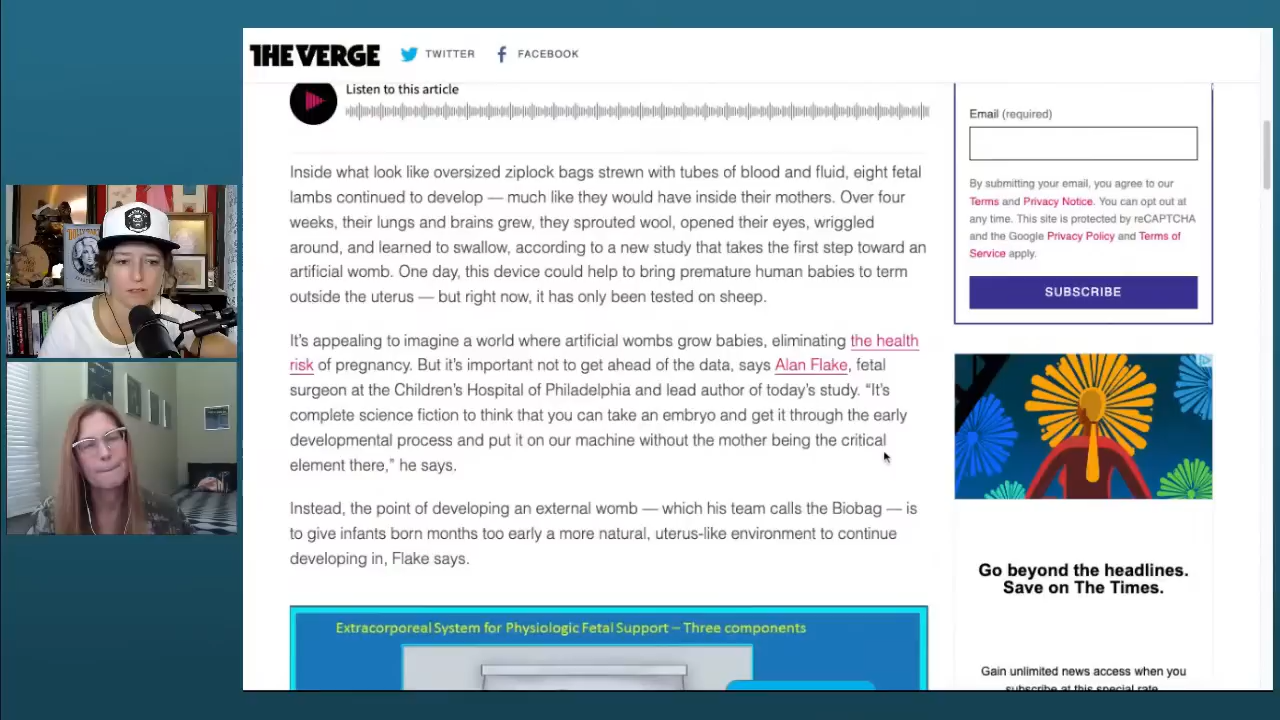 THE VERGE
TWITTER
FACEBOOK
Listen to this article
Inside what look like oversized ziplock bags strewn with tubes of blood and fluid, eight fetal
lambs continued to develop — much like they would have inside their mothers. Over four
weeks, their lungs and brains grew, they sprouted wool, opened their eyes, wriggled
around, and learned to swallow, according to a new study that takes the first step toward an
artificial womb. One day, this device could help to bring premature human babies to term
outside the uterus — but right now, it has only been tested on sheep.
It's appealing to imagine a world where artificial wombs grow babies, eliminating the health
risk of pregnancy. But it's important not to get ahead of the data, says Alan Flake, fetal
surgeon at the Children's Hospital of Philadelphia and lead author of today's study. “It's
complete science fiction to think that you can take an embryo and get it through the early
developmental process and put it on our machine without the mother being the critical
element there,” he says.
Instead, the point of developing an external womb — which his team calls the Biobag — is
to give infants born months too early a more natural, uterus-like environment to continue
developing in, Flake says.
Extracorporeal System for Physiologic Fetal Support – Three components
Email (required)
By submitting your email, you agree to our
Terms and Privacy Notice. You can opt out at
any time. This site is protected by reCAPTCHA
and the Google Privacy Policy and Terms of
Service apply.
SUBSCRIBE
Go beyond the headlines.
Save on The Times.
Gain unlimited news access when you
subscribe at this special rate.